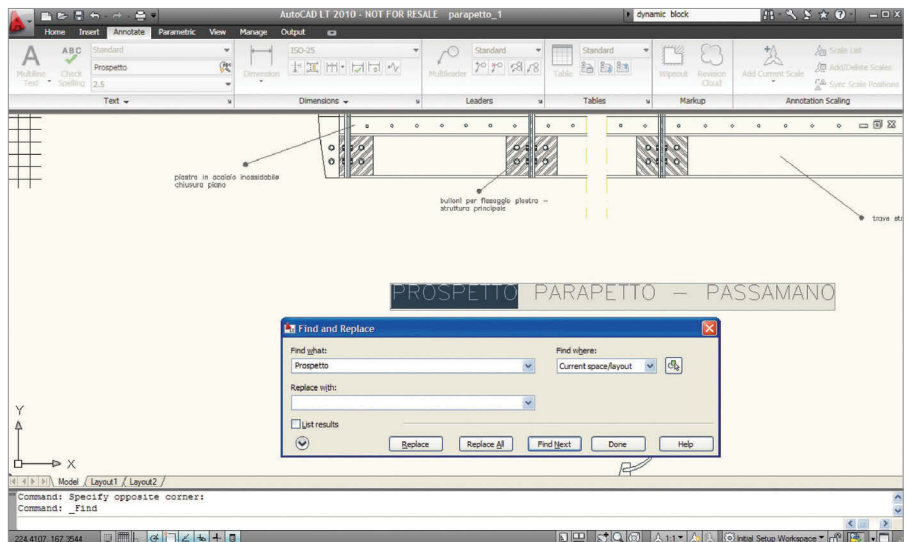 AutoCAD LT 2010 - NOT FOR RESALE parapetto_1
dynamic block
Home Insert Annotate Parametric View Manage Output
Multiline Text
ABC
Check Spelling
Standard
Prospetto
2.5
Dimension
ISO-25
Multileader
Standard
Table
Standard
Wipeout
Revision Cloud
Add Current Scale
Scale List
Add/Delete Scales
Sync Scale Positions
Text
Dimensions
Leaders
Tables
Markup
Annotation Scaling
piastra in acciaio inossidabile
chiusura piano
bulloni per fissaggio piastra –
struttura principale
trave
PROSPETTO PARAPETTO – PASSAMANO
Find and Replace
Find what:
Prospetto
Find where:
Current space/layout
Replace with:
List results
Replace
Replace All
Find Next
Done
Help
Y
X
Model / Layout1 / Layout2 /
Command: Specify opposite corner:
Command: _Find
224.4107, 167.3544
1:1
Initial Setup Workspace